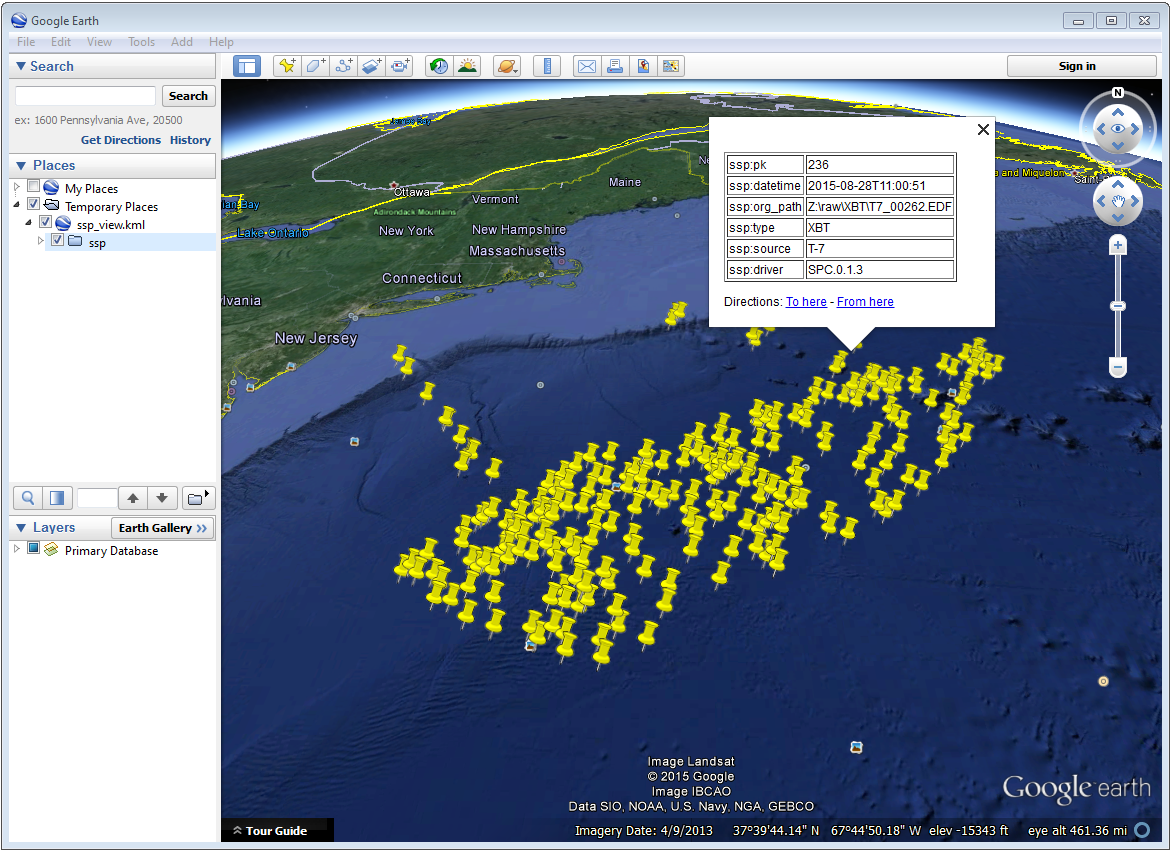 Google Earth
File Edit View Tools Add Help
Search
Search
ex: 1600 Pennsylvania Ave, 20500
Get Directions History
Places
My Places
Temporary Places
ssp_view.kml
ssp
Layers
Earth Gallery >>
Primary Database
Sign in
N
Ottawa
Maine
Vermont
Adirondack Mountains
Lake Ontario
New York
New Hampshire
Massachusetts
Connecticut
lvania
New Jersey
ssp:pk 236
ssp:datetime 2015-08-28T11:00:51
ssp:org_path Z:\raw\XBT\T7_00262.EDF
ssp:type XBT
ssp:source T-7
ssp:driver SPC.0.1.3
Directions: To here - From here
Image Landsat
© 2015 Google
Image IBCAO
Data SIO, NOAA, U.S. Navy, NGA, GEBCO
Google earth
Tour Guide
Imagery Date: 4/9/2013 37°39'44.14" N 67°44'50.18" W elev -15343 ft eye alt 461.36 mi